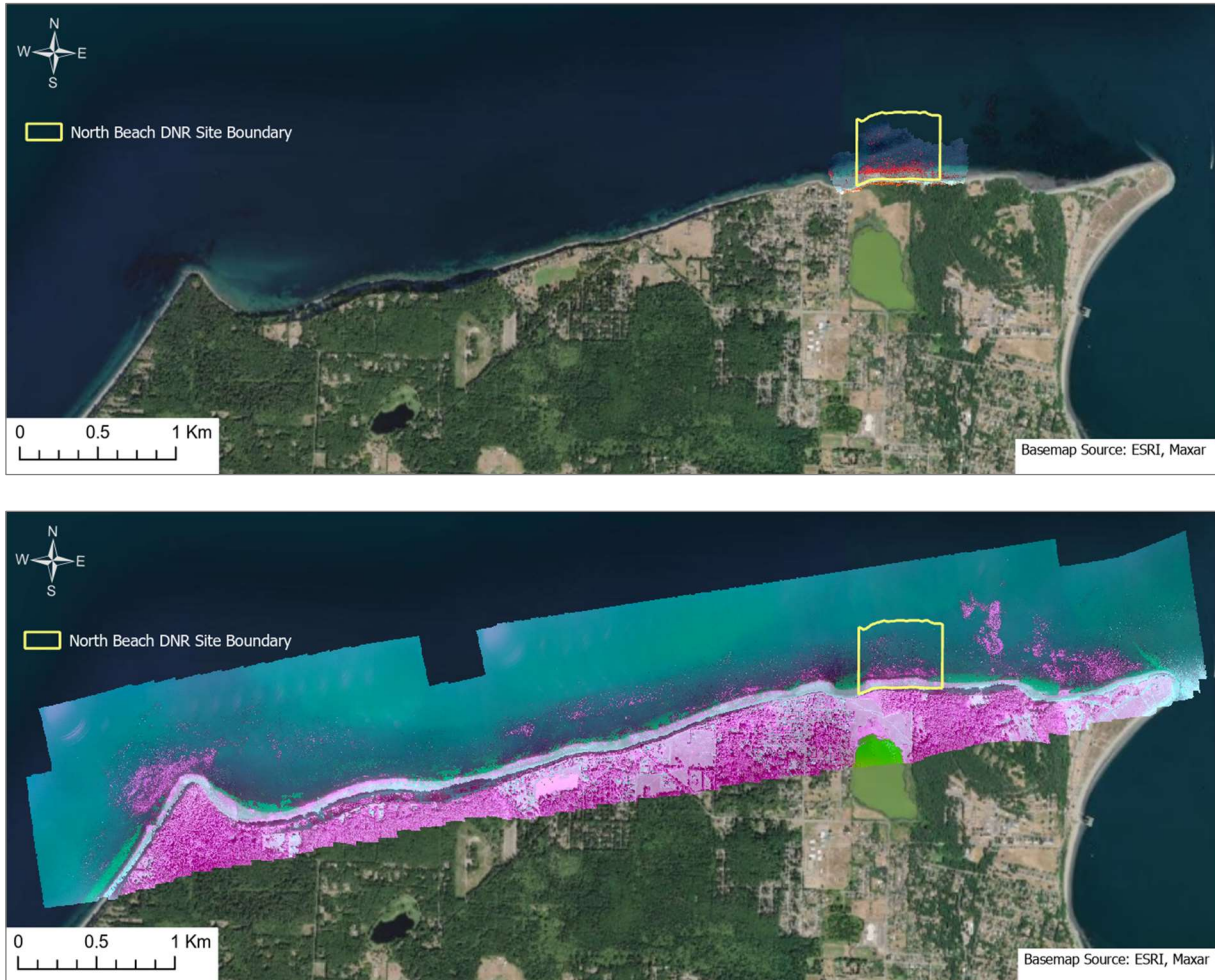 N
W E
S
North Beach DNR Site Boundary
0 0.5 1 Km
Basemap Source: ESRI, Maxar
N
W E
S
North Beach DNR Site Boundary
0 0.5 1 Km
Basemap Source: ESRI, Maxar